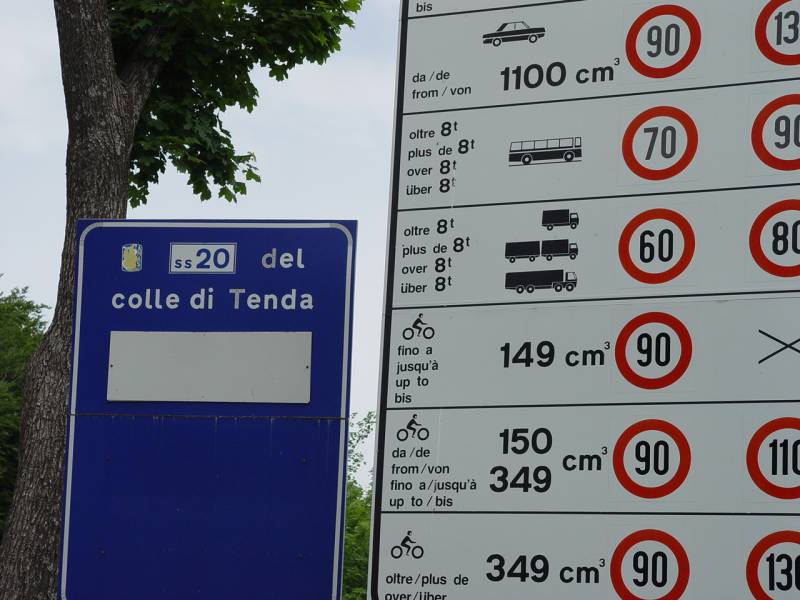 ss20 del
colle di Tenda
bis
90 13
da/de
from/von
1100 cm³
oltre 8t
plus de 8t
over 8t
über 8t
70 90
oltre 8t
plus de 8t
over 8t
über 8t
60 80
fino a
jusqu'à
up to
bis
149 cm³
90
da/de
from/von
fino a/jusqu'à
up to/bis
150
349
cm³
90 110
oltre/plus de
over/über
349 cm³
90 130